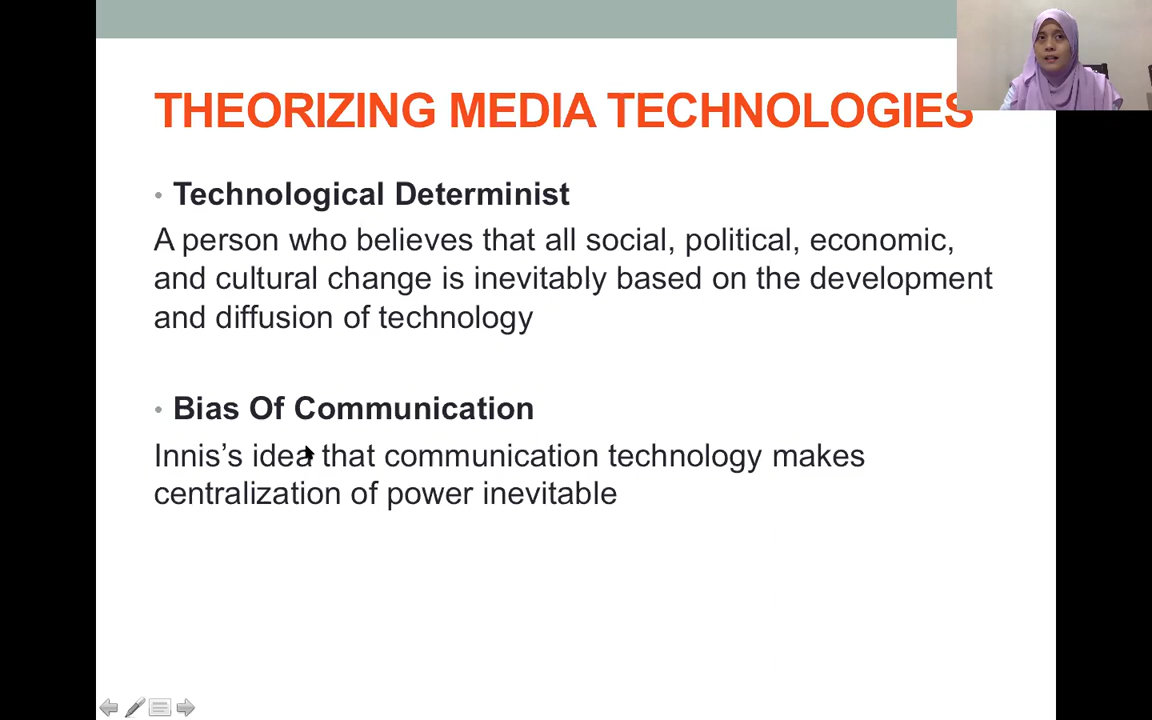 THEORIZING MEDIA TECHNOLOGIES
• Technological Determinist
A person who believes that all social, political, economic,
and cultural change is inevitably based on the development
and diffusion of technology
• Bias Of Communication
Innis’s idea that communication technology makes
centralization of power inevitable